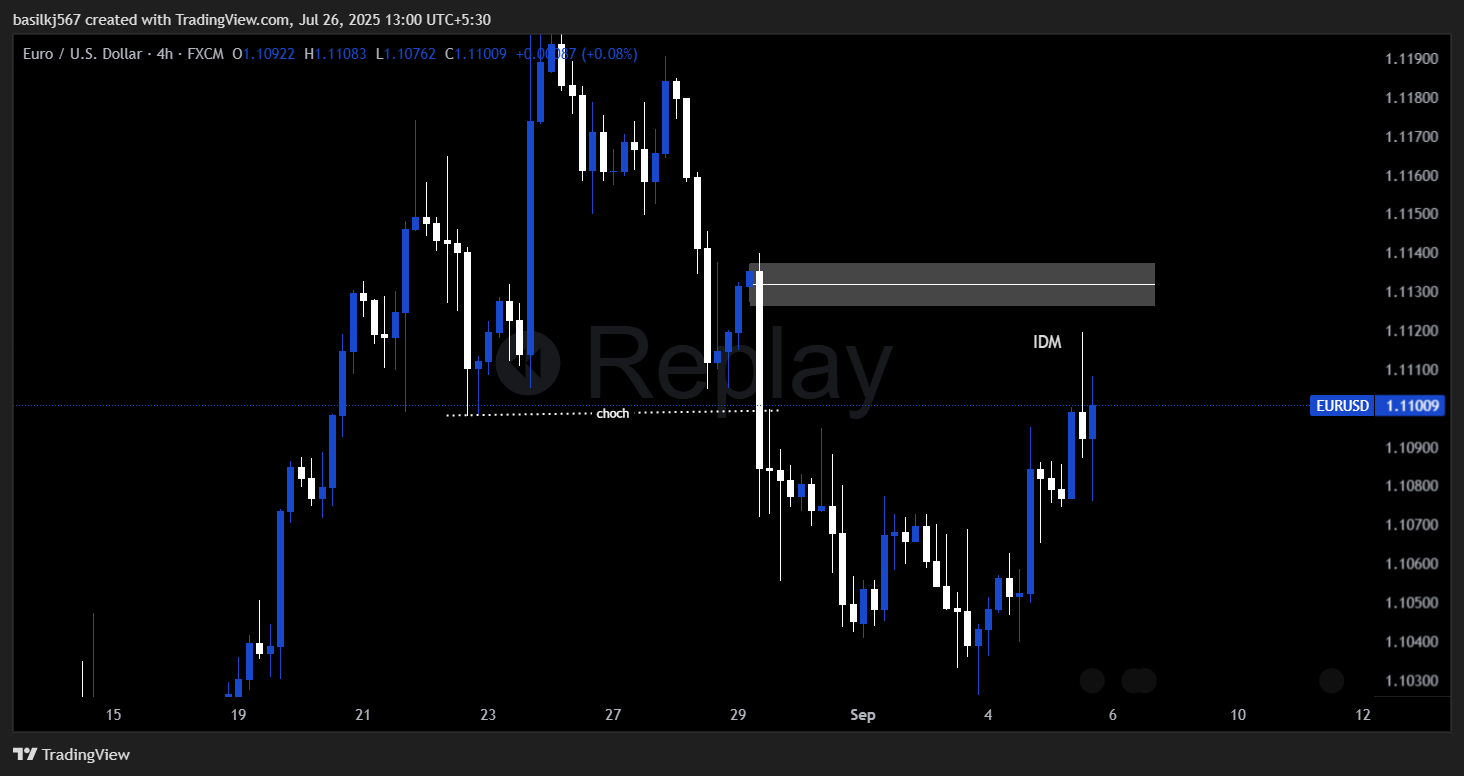 basilkj567 created with TradingView.com, Jul 26, 2025 13:00 UTC+5:30
Euro / U.S. Dollar · 4h · FXCM O1.10922 H1.11083 L1.10762 C1.11009 +0.00087 (+0.08%)
1.11900
1.11800
1.11700
1.11600
1.11500
1.11400
1.11300
1.11200
IDM
Replay
1.11100
EURUSD 1.11009
choch
1.10900
1.10800
1.10700
1.10600
1.10500
1.10400
1.10300
15 19 21 23 27 29 Sep 4 6 10 12
TradingView